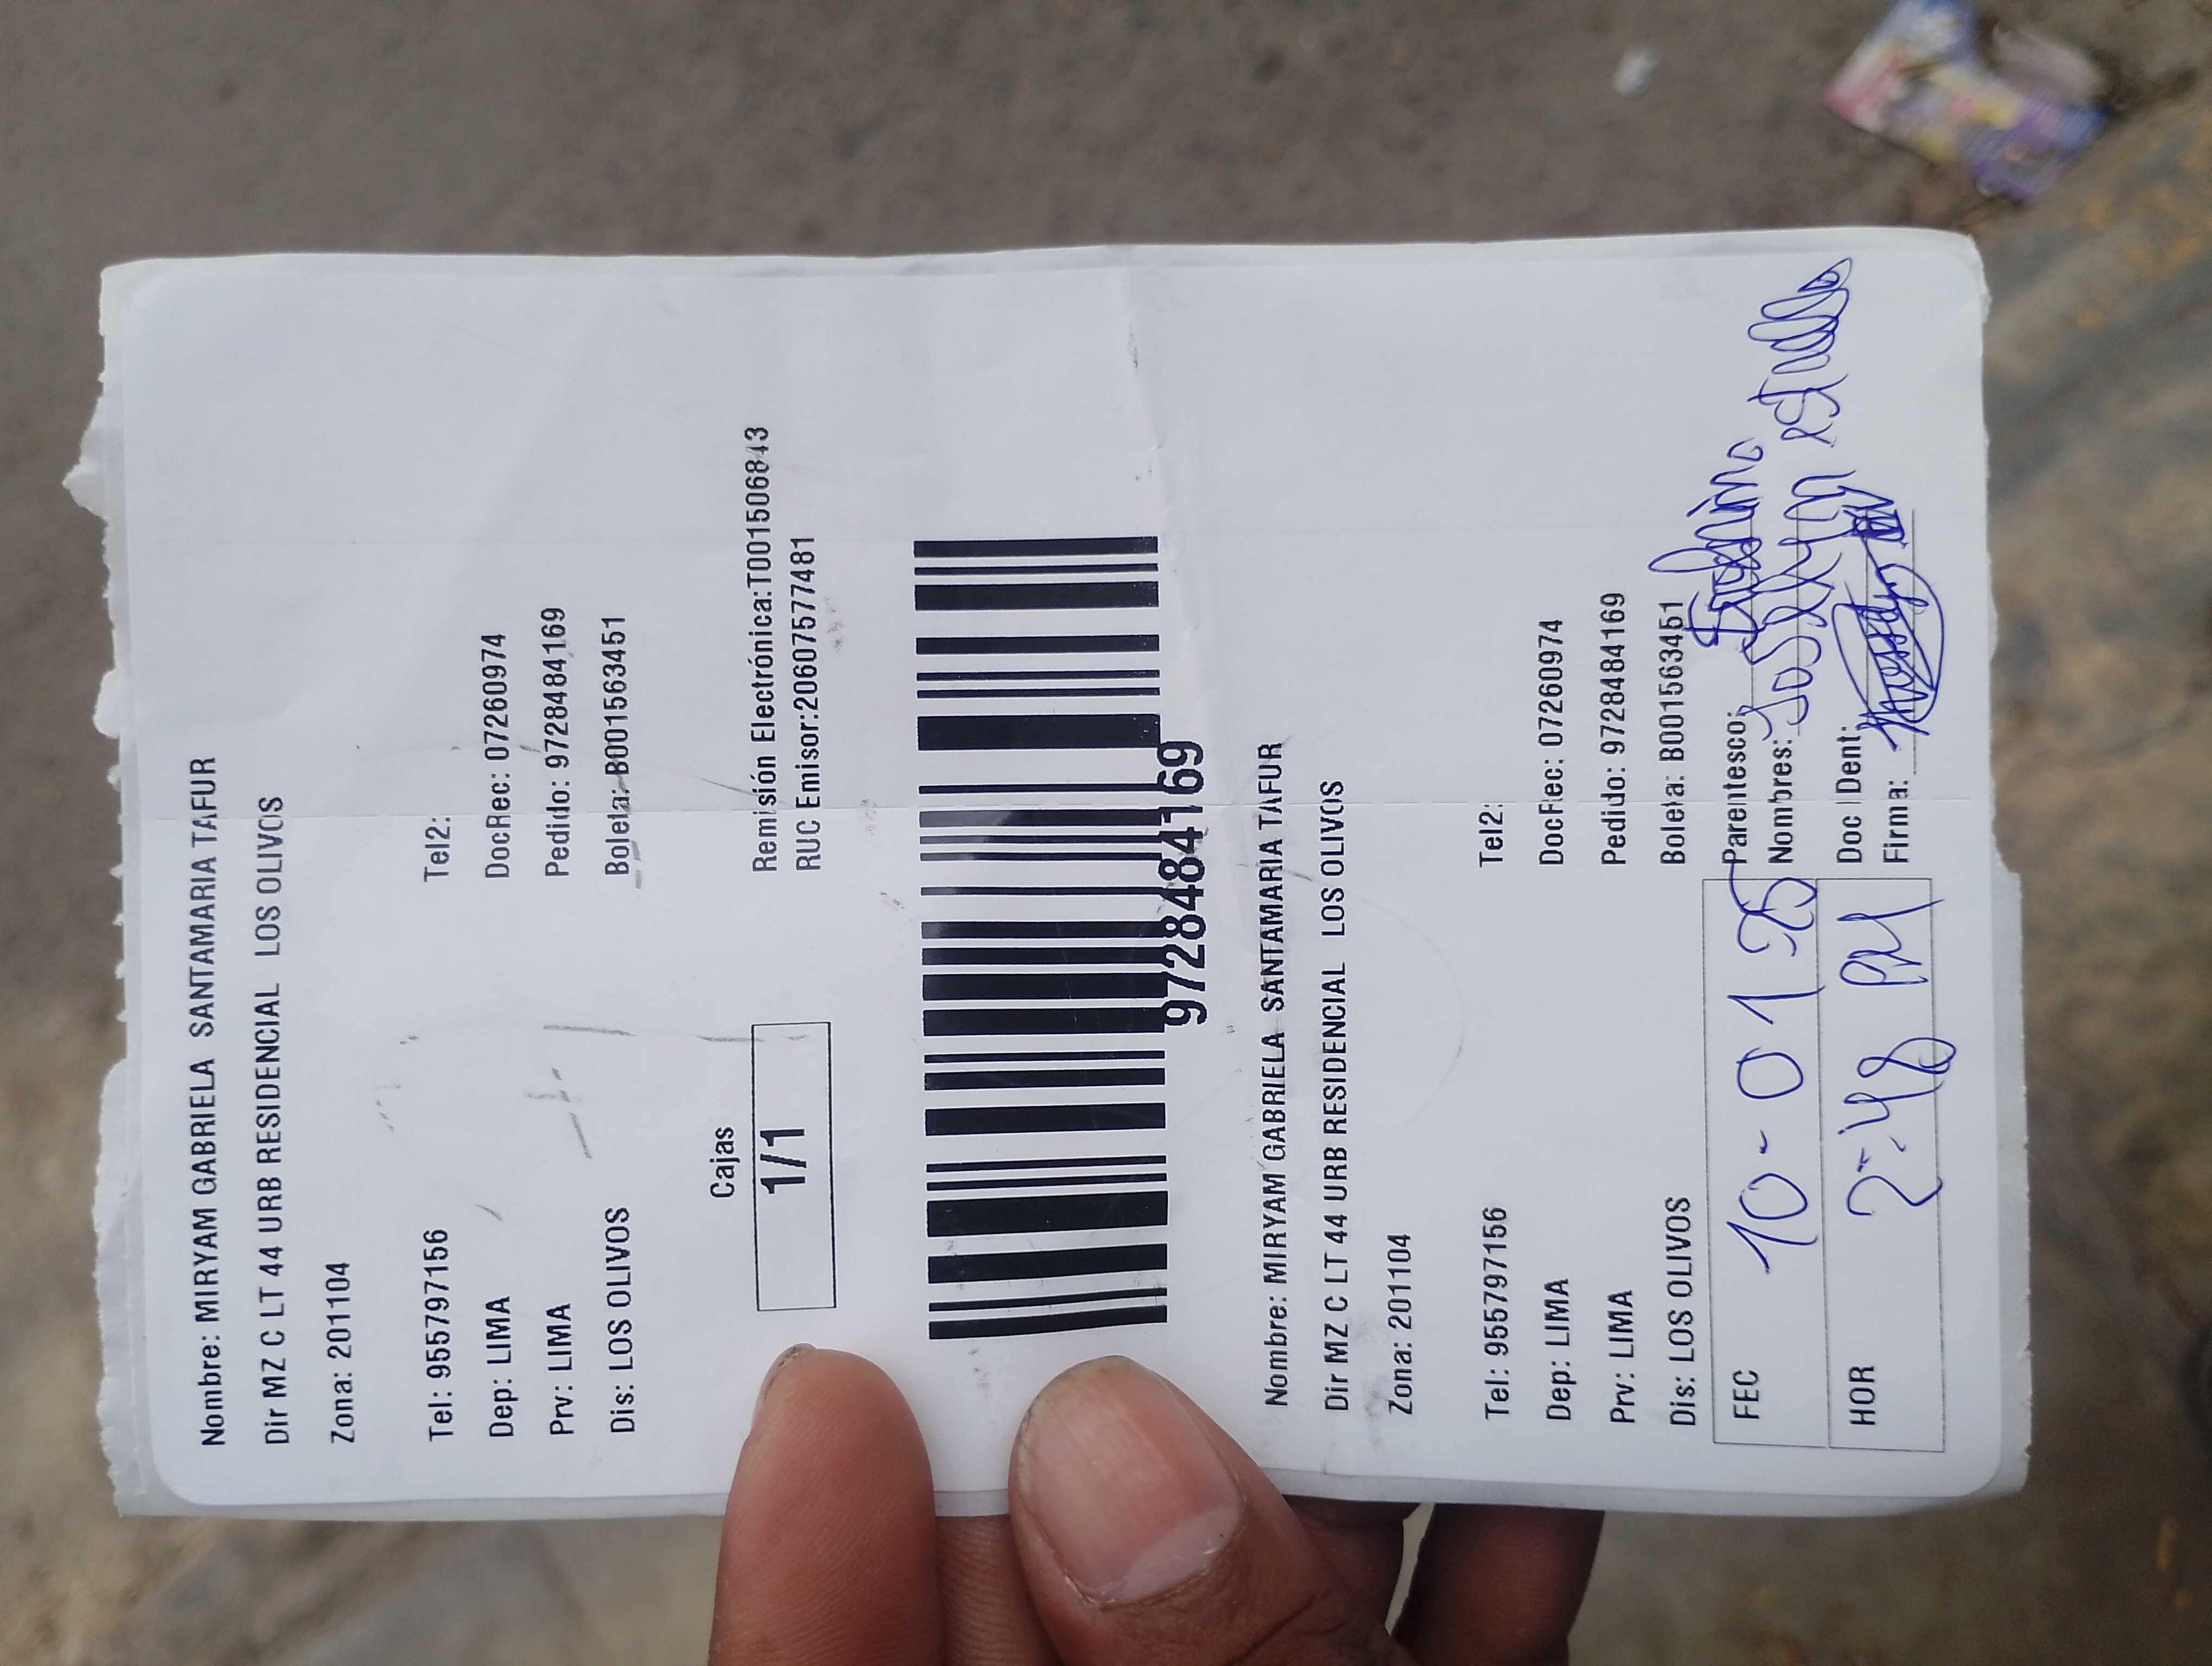 Nombre: MIRYAM GABRIELA SANTAMARIA TAFUR
Dir MZ C LT 44 URB RESIDENCIAL LOS OLIVOS
Zona: 201104
Tel: 955797156 Tel2:
Dep: LIMA DocRec: 07260974
Prv: LIMA Pedido: 9728484169
Dis: LOS OLIVOS Boleta: B001563451
Cajas
1/1
Remisión Electrónica:T001506843
RUC Emisor:20607577481
9728484169
Nombre: MIRYAM GABRIELA SANTAMARIA TAFUR
Dir MZ C LT 44 URB RESIDENCIAL LOS OLIVOS
Zona: 201104
Tel: 955797156 Tel2:
Dep: LIMA DocRec: 07260974
Prv: LIMA Pedido: 9728484169
Dis: LOS OLIVOS Boleta: B001563451
FEC 10-01-25 Parentesco:
Nombres:
HOR 2:48 PM Doc Ident:
Firma: